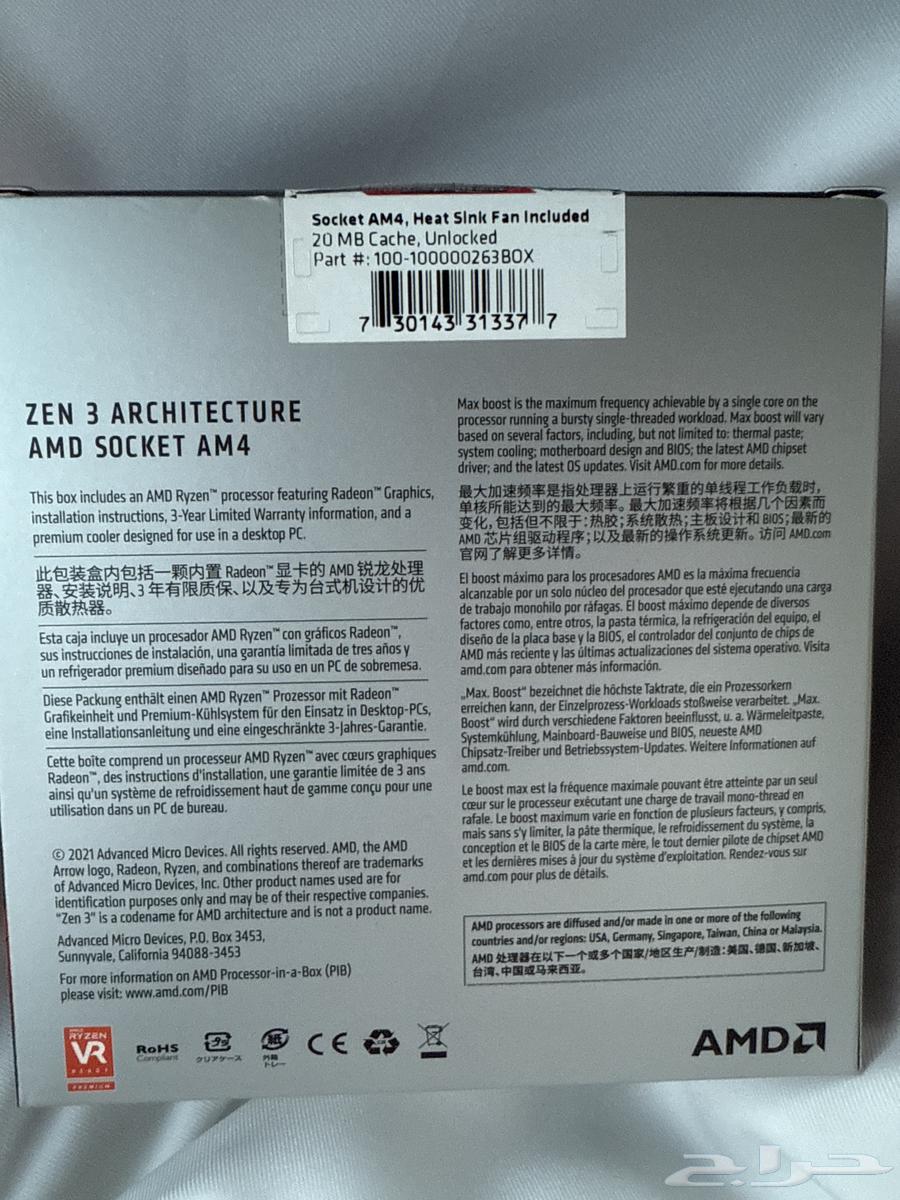 Socket AM4, Heat Sink Fan Included
20 MB Cache, Unlocked
Part #: 100-100000263BOX
7 30143 31337 7
ZEN 3 ARCHITECTURE
AMD SOCKET AM4
This box includes an AMD Ryzen™ processor featuring Radeon™ Graphics,
installation instructions, 3-Year Limited Warranty information, and a
premium cooler designed for use in a desktop PC.
此包装盒内包括一颗内置 Radeon™ 显卡的 AMD 锐龙处理
器、安装说明、3 年有限质保、以及专为台式机设计的优
质散热器。
Esta caja incluye un procesador AMD Ryzen™ con gráficos Radeon™,
sus instrucciones de instalación, una garantía limitada de tres años y
un refrigerador premium diseñado para su uso en un PC de sobremesa.
Diese Packung enthält einen AMD Ryzen™ Prozessor mit Radeon™
Grafikeinheit und Premium-Kühlsystem für den Einsatz in Desktop-PCs,
eine Installationsanleitung und eine eingeschränkte 3-Jahres-Garantie.
Cette boîte comprend un processeur AMD Ryzen™ avec cœurs graphiques
Radeon™, des instructions d'installation, une garantie limitée de 3 ans
ainsi qu'un système de refroidissement haut de gamme conçu pour une
utilisation dans un PC de bureau.
© 2021 Advanced Micro Devices. All rights reserved. AMD, the AMD
Arrow logo, Radeon, Ryzen, and combinations thereof are trademarks
of Advanced Micro Devices, Inc. Other product names used are for
identification purposes only and may be of their respective companies.
"Zen 3" is a codename for AMD architecture and is not a product name.
Advanced Micro Devices, P.O. Box 3453,
Sunnyvale, California 94088-3453
For more information on AMD Processor-in-a-Box (PIB)
please visit: www.amd.com/PIB
Max boost is the maximum frequency achievable by a single core on the
processor running a bursty single-threaded workload. Max boost will vary
based on several factors, including, but not limited to: thermal paste;
system cooling; motherboard design and BIOS; the latest AMD chipset
driver; and the latest OS updates. Visit AMD.com for more details.
最大加速频率是指处理器上运行繁重的单线程工作负载时，
单核所能达到的最大频率。最大加速频率将根据几个因素而
变化，包括但不限于：热胶；系统散热；主板设计和 BIOS；最新的
AMD 芯片组驱动程序；以及最新的操作系统更新。访问 AMD.com
官网了解更多详情。
El boost máximo para los procesadores AMD es la máxima frecuencia
alcanzable por un solo núcleo del procesador que esté ejecutando una carga
de trabajo monohilo por ráfagas. El boost máximo depende de diversos
factores como, entre otros, la pasta térmica, la refrigeración del equipo, el
diseño de la placa base y la BIOS, el controlador del conjunto de chips de
AMD más reciente y las últimas actualizaciones del sistema operativo. Visita
amd.com para obtener más información.
„Max. Boost" bezeichnet die höchste Taktrate, die ein Prozessorkern
erreichen kann, der Einzelprozess-Workloads stoßweise verarbeitet. „Max.
Boost" wird durch verschiedene Faktoren beeinflusst, u. a. Wärmeleitpaste,
Systemkühlung, Mainboard-Bauweise und BIOS, neueste AMD
Chipsatz-Treiber und Betriebssystem-Updates. Weitere Informationen auf
amd.com.
Le boost max est la fréquence maximale pouvant être atteinte par un seul
cœur sur le processeur exécutant une charge de travail mono-thread en
rafale. Le boost maximum varie en fonction de plusieurs facteurs, y compris,
mais sans s'y limiter, la pâte thermique, le refroidissement du système, la
conception et le BIOS de la carte mère, le tout dernier pilote de chipset AMD
et les dernières mises à jour du système d'exploitation. Rendez-vous sur
amd.com pour plus de détails.
AMD processors are diffused and/or made in one or more of the following
countries and/or regions: USA, Germany, Singapore, Taiwan, China or Malaysia.
AMD 处理器在以下一个或多个国家/地区生产/制造：美国、德国、新加坡、
台湾、中国或马来西亚。
RYZEN
VR
READY
PREMIUM
RoHS
Compliant
クリアケース
紙
外箱
トレー
CE
AMD
حراج